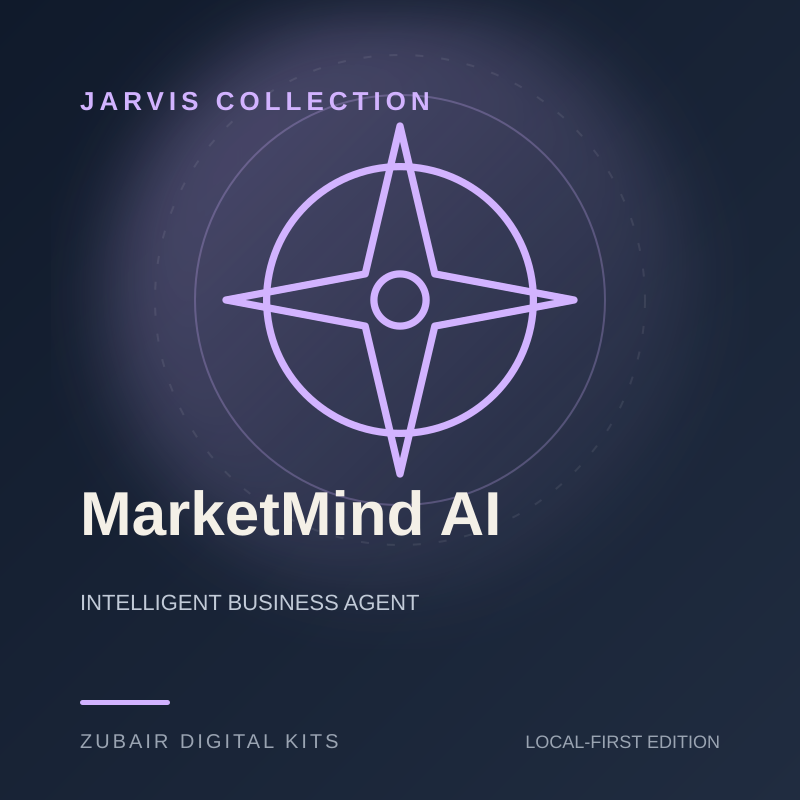 JARVIS COLLECTION
MarketMind AI
INTELLIGENT BUSINESS AGENT
ZUBAIR DIGITAL KITS
LOCAL-FIRST EDITION